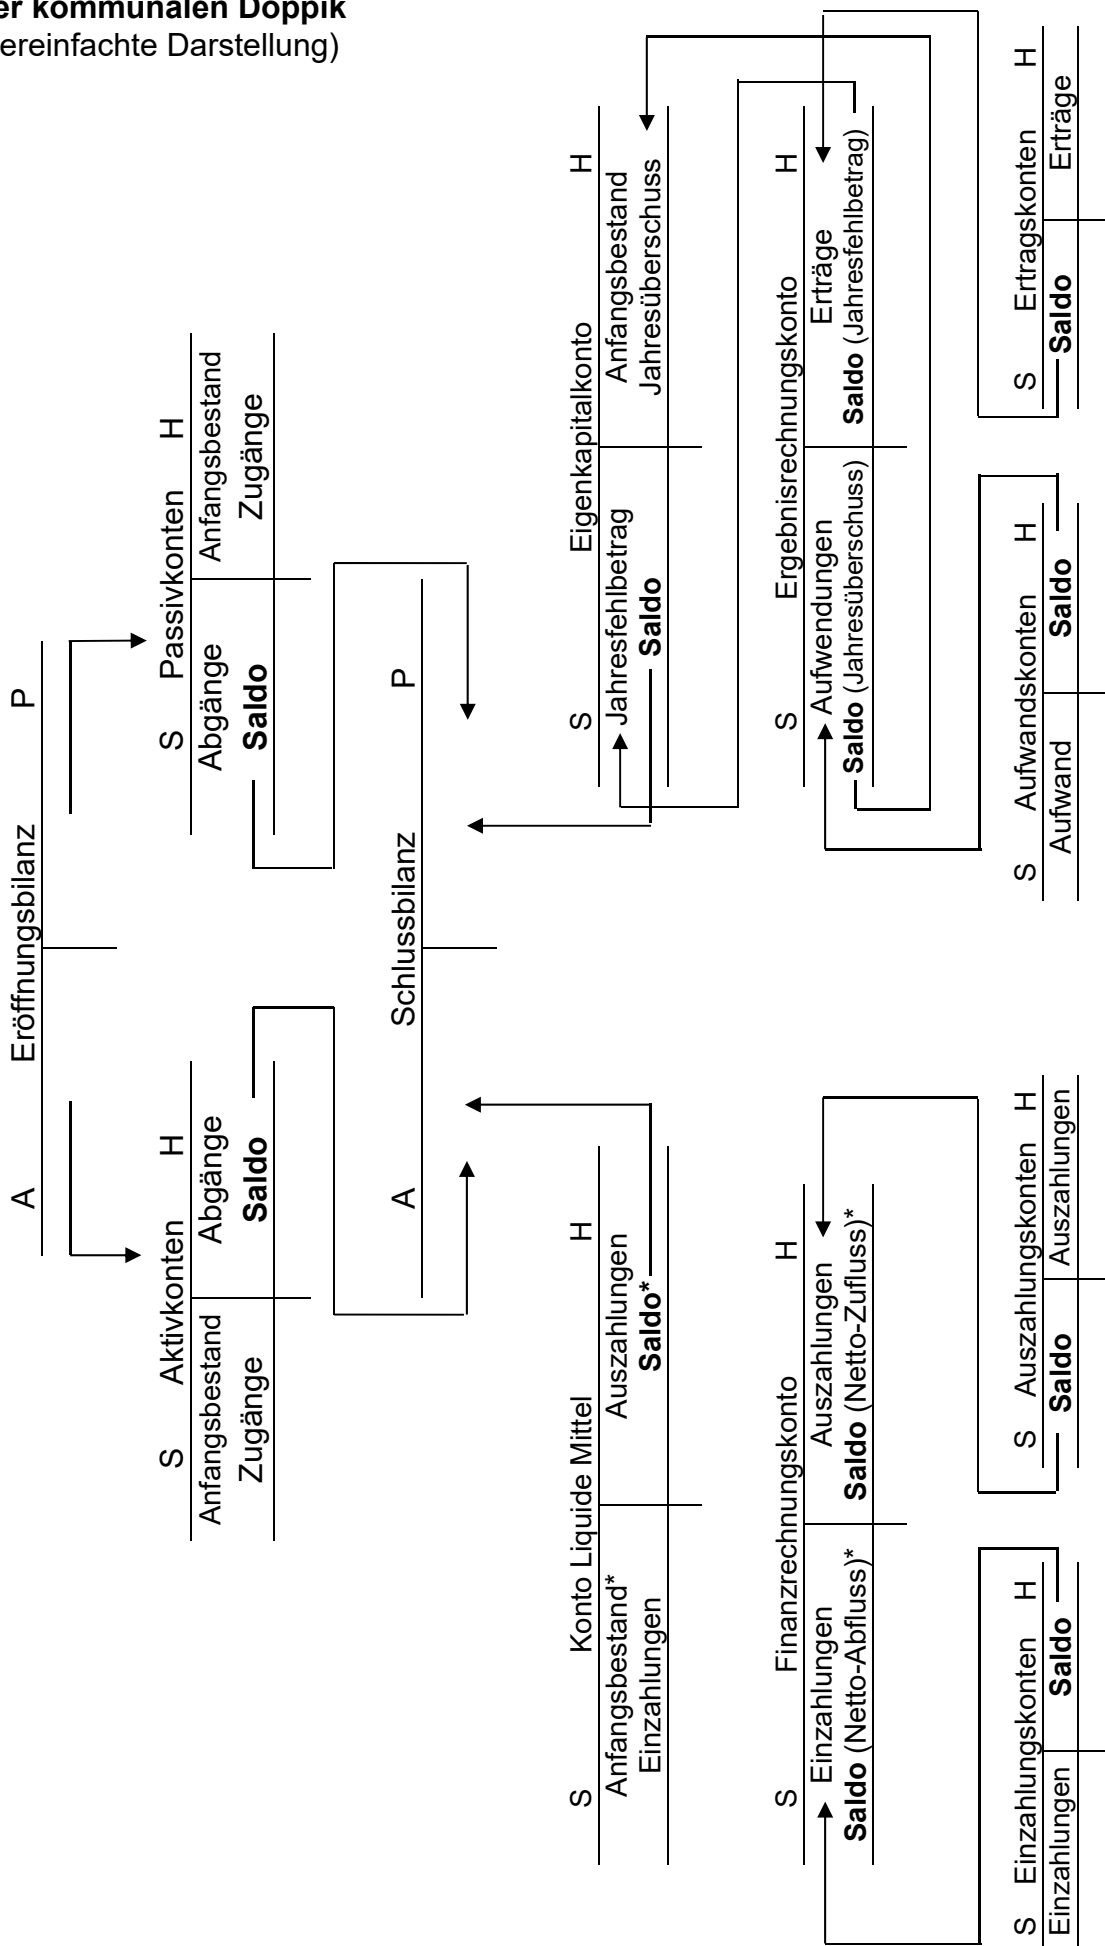 er kommunalen Doppik
ereinfachte Darstellung)
A Eröffnungsbilanz P
S Aktivkonten H
Anfangsbestand Abgänge
Zugänge Saldo
S Passivkonten H
Abgänge Anfangsbestand
Saldo Zugänge
A Schlussbilanz P
S Konto Liquide Mittel H
Anfangsbestand* Auszahlungen
Einzahlungen Saldo*
S Eigenkapitalkonto H
Jahresfehlbetrag Anfangsbestand
Saldo Jahresüberschuss
S Finanzrechnungskonto H
Einzahlungen Auszahlungen
Saldo (Netto-Abfluss)* Saldo (Netto-Zufluss)*
S Ergebnisrechnungskonto H
Aufwendungen Erträge
Saldo (Jahresüberschuss) Saldo (Jahresfehlbetrag)
S Einzahlungskonten H
Einzahlungen Saldo
S Auszahlungskonten H
Saldo Auszahlungen
S Aufwandskonten H
Aufwand Saldo
S Ertragskonten H
Saldo Erträge